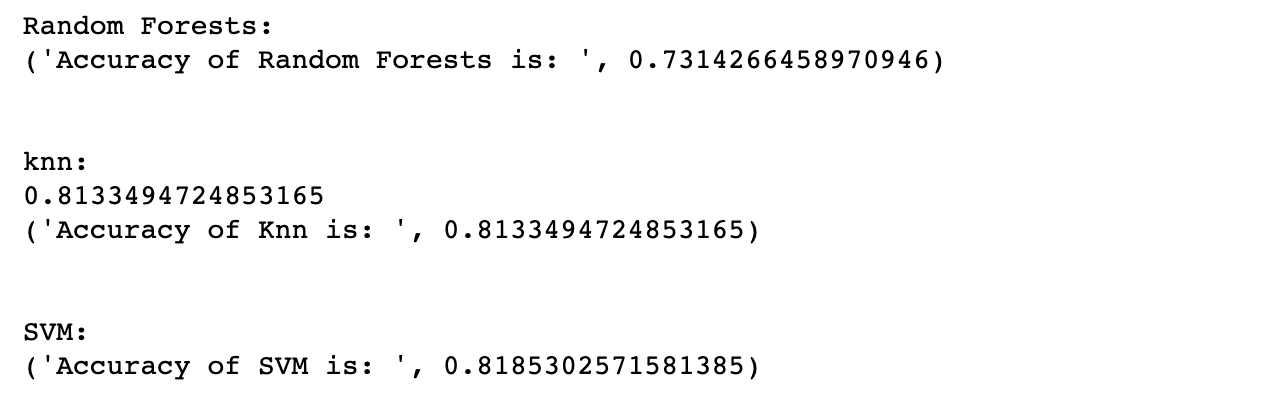 Random Forests:
('Accuracy of Random Forests is: ', 0.7314266458970946)
knn:
0.8133494724853165
('Accuracy of Knn is: ', 0.8133494724853165)
SVM:
('Accuracy of SVM is: ', 0.8185302571581385)